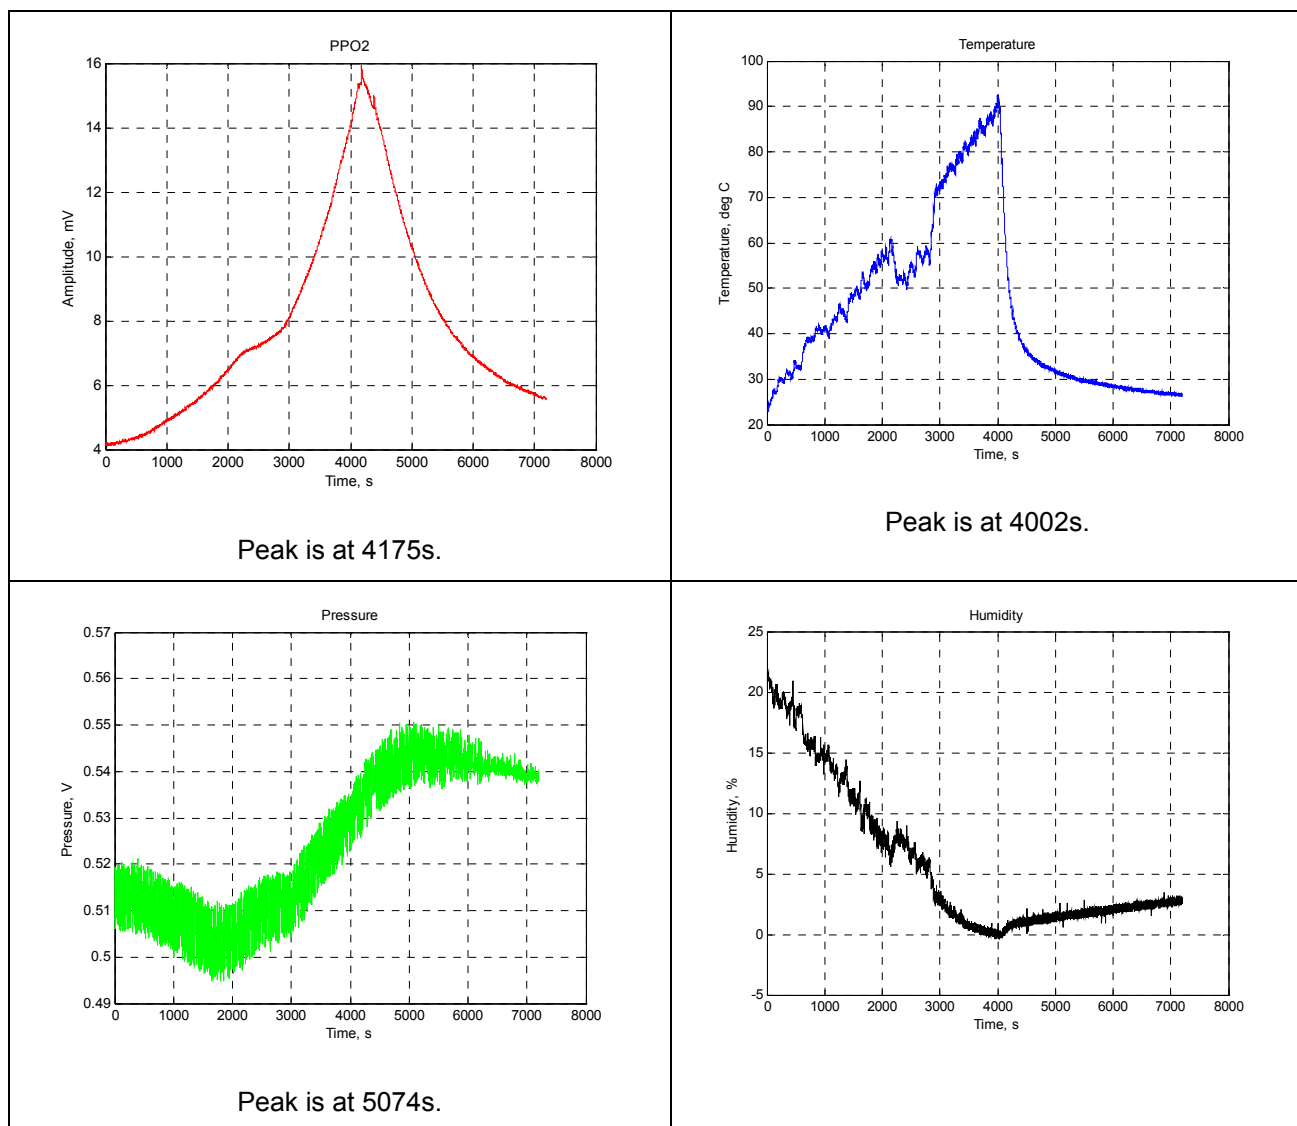 PPO2
16
14
12
10
8
6
4
Amplitude, mV
0 1000 2000 3000 4000 5000 6000 7000 8000
Time, s
Peak is at 4175s.
Temperature
100
90
80
70
60
50
40
30
20
Temperature, deg C
0 1000 2000 3000 4000 5000 6000 7000 8000
Time, s
Peak is at 4002s.
Pressure
0.57
0.56
0.55
0.54
0.53
0.52
0.51
0.5
0.49
Pressure, V
0 1000 2000 3000 4000 5000 6000 7000 8000
Time, s
Peak is at 5074s.
Humidity
25
20
15
10
5
0
-5
Humidity, %
0 1000 2000 3000 4000 5000 6000 7000 8000
Time, s